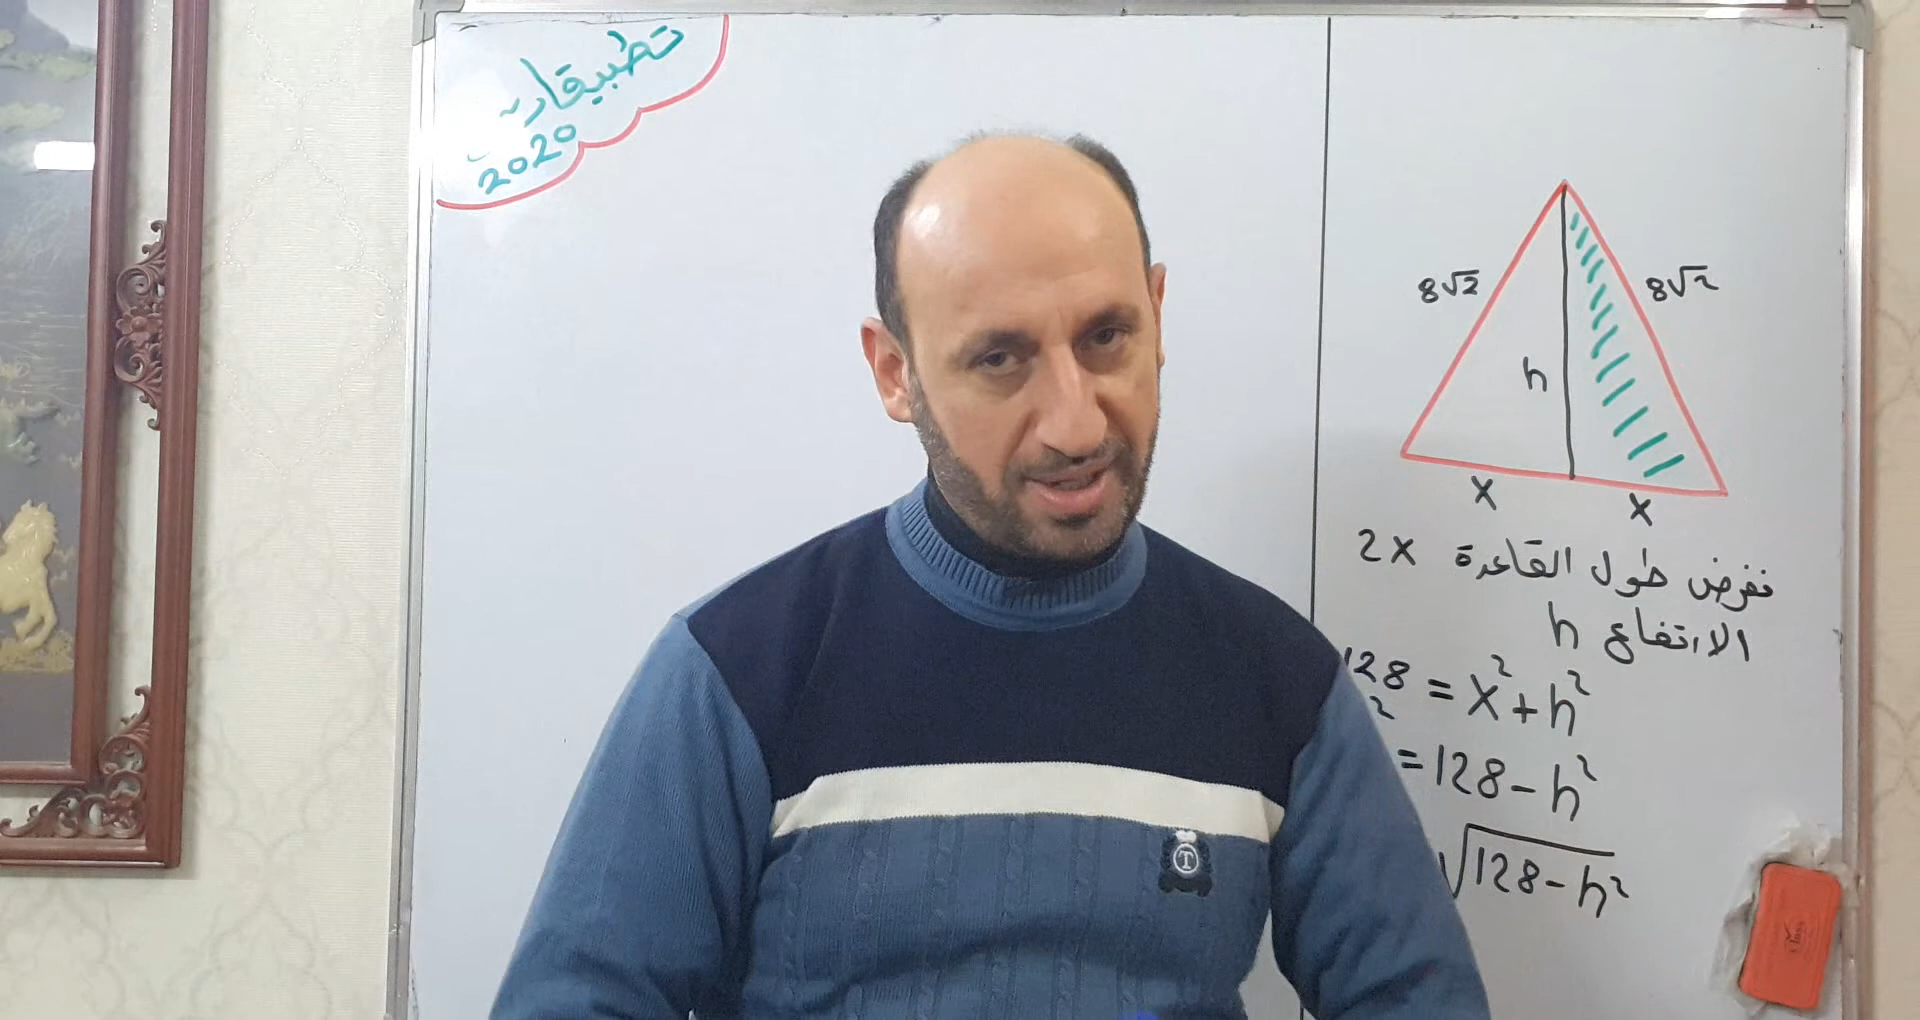 تطبيقات
2020
8√2
8√2
h
x
x
نفرض طول القاعدة 2x
الارتفاع h
128 = x² + h²
= 128 - h²
√128 - h²
T